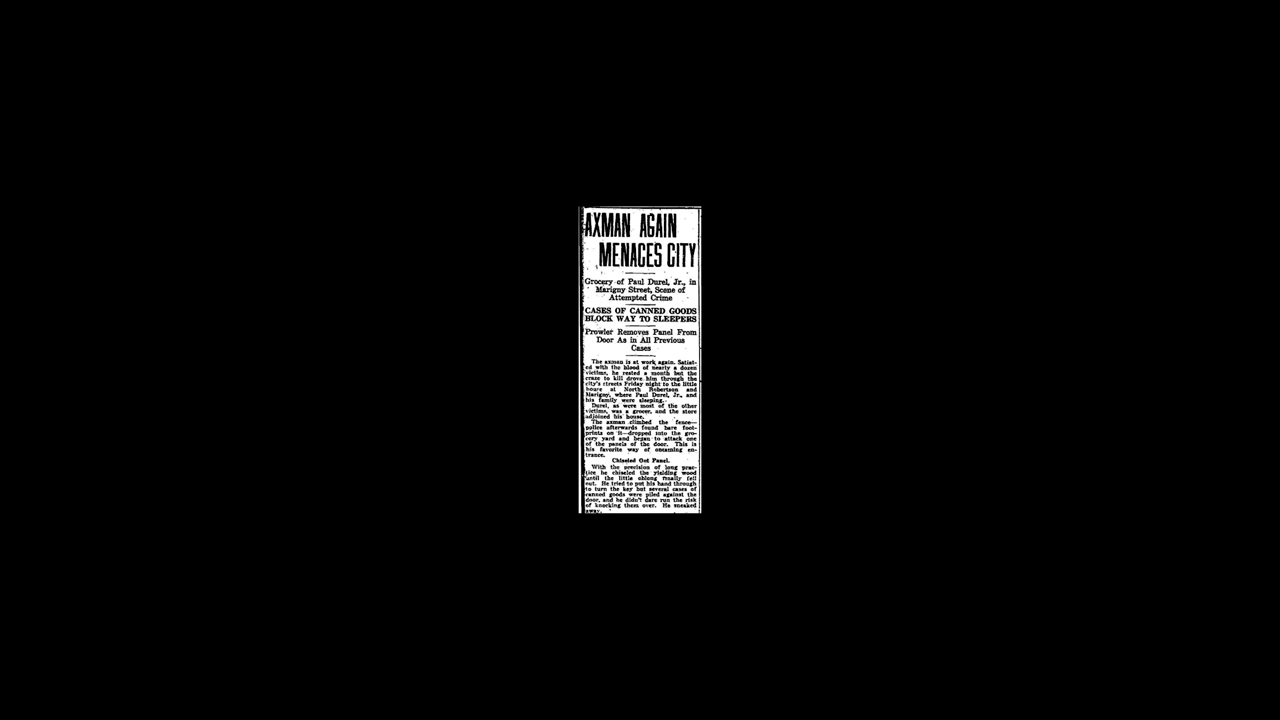 AXMAN AGAIN
MENACES CITY
Grocery of Paul Durel, Jr., in
Marigny Street, Scene of
Attempted Crime
CASES OF CANNED GOODS
BLOCK WAY TO SLEEPERS
Prowler Removes Panel From
Door As in All Previous
Cases
The axman is at work again. Satisf-
ed with the blood of nearly a dozen
victims, he rested a month but the
craze to kill drove him through the
city's streets Friday night to the little
house at North Robertson and
Marigny, where Paul Durel, Jr., and
his family were sleeping.
Durel, as were most of the other
victims, was a grocer, and the store
adjoined his house.
The axman climbed the fence—
police afterwards found bare foot-
prints on it—dropped into the gro-
cery yard and began to attack one
of the panels of the door. This is
his favorite way of obtaining en-
trance.
Chiseled Out Panel.
With the precision of long prac-
tice he chiseled the yielding wood
until the little oblong finally fell
out. He tried to put his hand through
to turn the key but several cases of
canned goods were piled against the
door, and he didn't dare run the risk
of knocking them over. He sneaked
away.